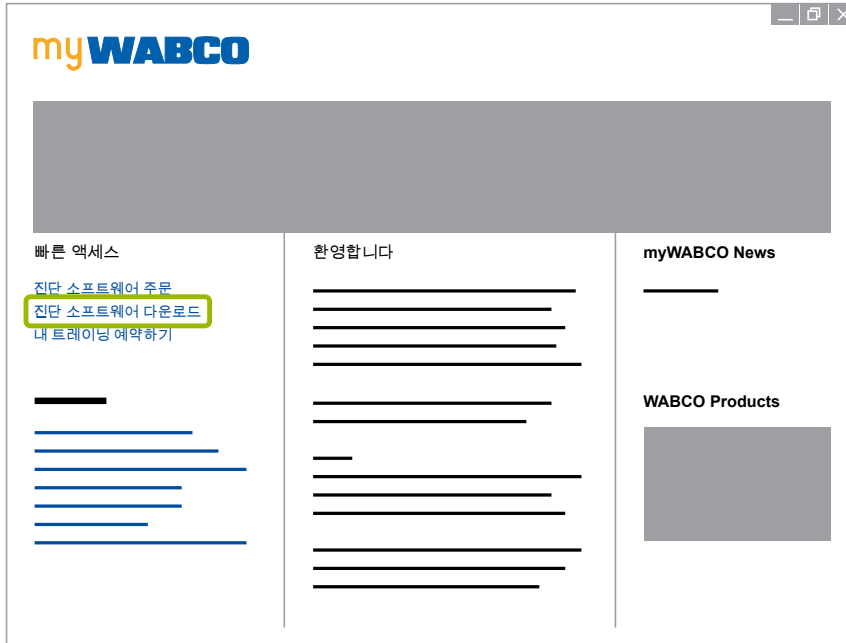 myWABCO
빠른 액세스
진단 소프트웨어 주문
진단 소프트웨어 다운로드
내 트레이닝 예약하기
환영합니다
myWABCO News
WABCO Products